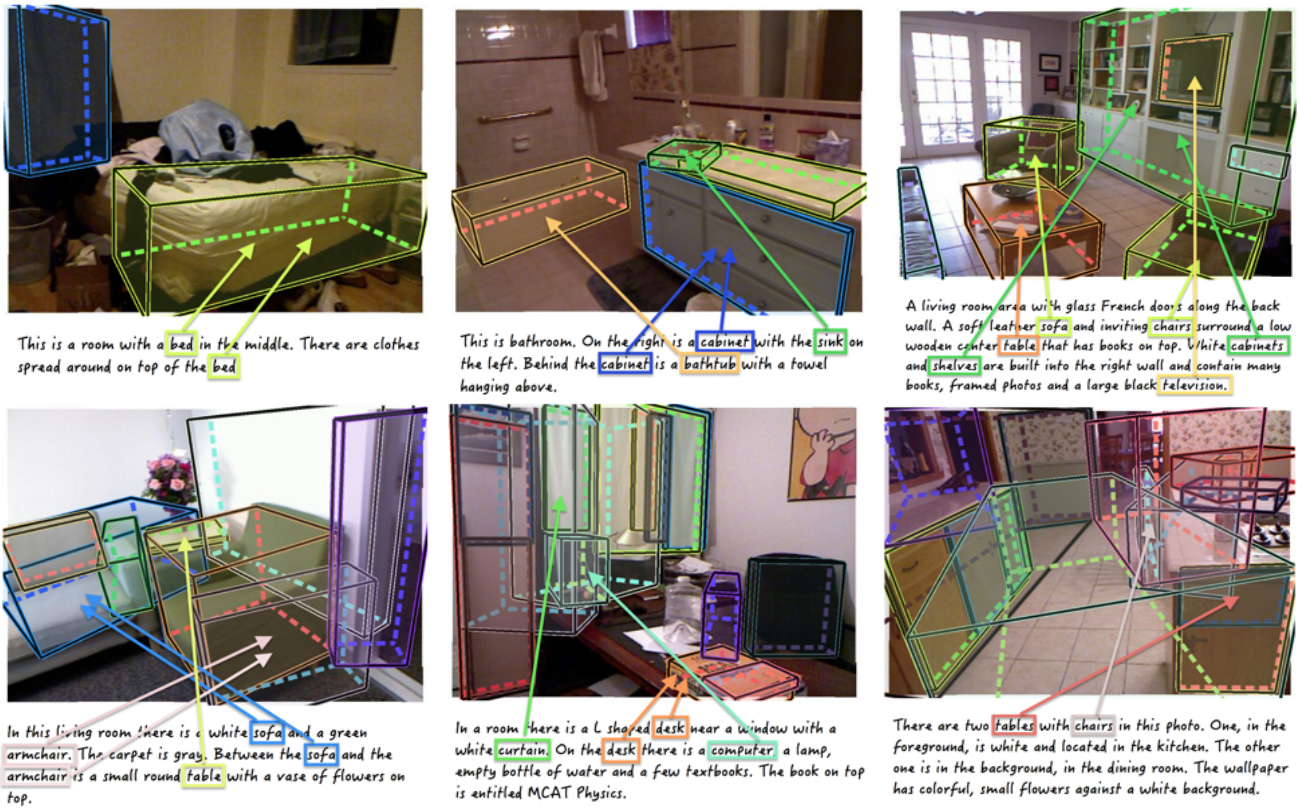 This is a room with a bed in the middle. There are clothes
spread around on top of the bed
This is bathroom. On the right is a cabinet with the sink on
the left. Behind the cabinet is a bathtub with a towel
hanging above.
A living room area with glass French doors along the back
wall. A soft leather sofa and inviting chairs surround a low
wooden center table that has books on top. White cabinets
and shelves are built into the right wall and contain many
books, framed photos and a large black television.
In this living room there is a white sofa and a green
armchair. The carpet is gray. Between the sofa and the
armchair is a small round table with a vase of flowers on
top.
In a room there is a L shaped desk near a window with a
white curtain. On the desk there is a computer a lamp,
empty bottle of water and a few textbooks. The book on top
is entitled MCAT Physics.
There are two tables with chairs in this photo. One, in the
foreground, is white and located in the kitchen. The other
one is in the background, in the dining room. The wallpaper
has colorful, small flowers against a white background.